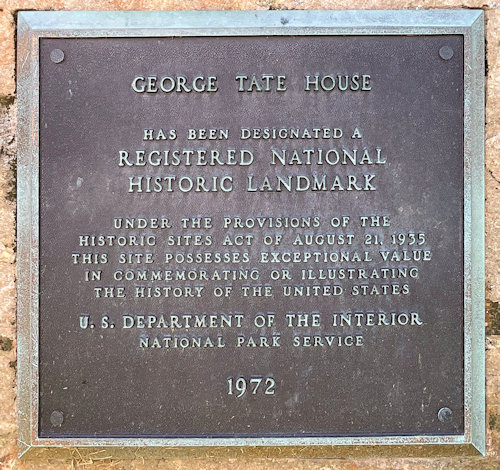 GEORGE TATE HOUSE
HAS BEEN DESIGNATED A
REGISTERED NATIONAL
HISTORIC LANDMARK
UNDER THE PROVISIONS OF THE
HISTORIC SITES ACT OF AUGUST 21, 1935
THIS SITE POSSESSES EXCEPTIONAL VALUE
IN COMMEMORATING OR ILLUSTRATING
THE HISTORY OF THE UNITED STATES
U. S. DEPARTMENT OF THE INTERIOR
NATIONAL PARK SERVICE
1972